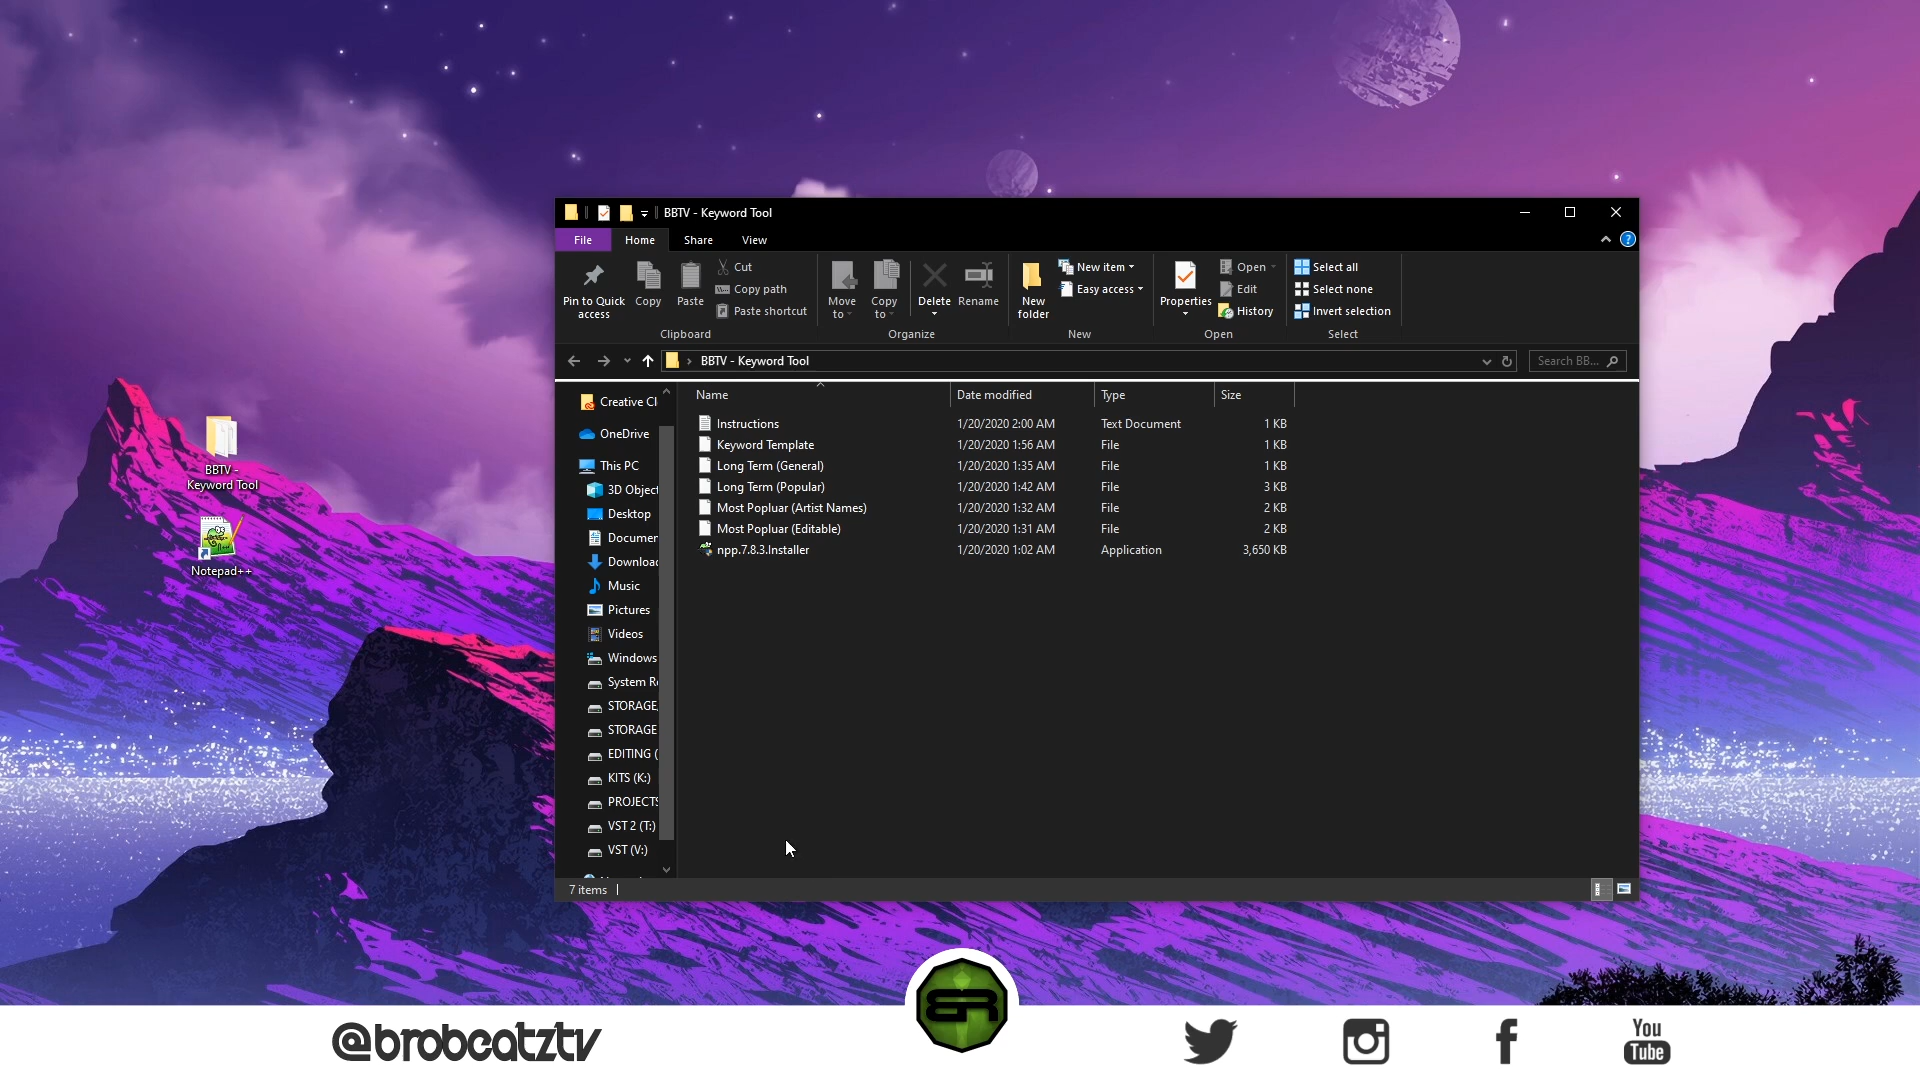 BBTV - Keyword Tool
File Home Share View
Pin to Quick access
Copy
Paste
Cut
Copy path
Paste shortcut
Clipboard
Move to
Copy to
Delete
Rename
Organize
New folder
New item
Easy access
New
Properties
Open
Edit
History
Open
Select all
Select none
Invert selection
Select
BBTV - Keyword Tool
Search BB...
Name Date modified Type Size
Instructions 1/20/2020 2:00 AM Text Document 1 KB
Keyword Template 1/20/2020 1:56 AM File 1 KB
Long Term (General) 1/20/2020 1:35 AM File 1 KB
Long Term (Popular) 1/20/2020 1:42 AM File 3 KB
Most Popluar (Artist Names) 1/20/2020 1:32 AM File 2 KB
Most Popluar (Editable) 1/20/2020 1:31 AM File 2 KB
npp.7.8.3.Installer 1/20/2020 1:02 AM Application 3,650 KB
Creative Cl
OneDrive
This PC
3D Object
Desktop
Documen
Downloac
Music
Pictures
Videos
Windows
System Re
STORAGE
STORAGE
EDITING (
KITS (K:)
PROJECTS
VST 2 (T:)
VST (V:)
7 items
BBTV -
Keyword Tool
Notepad++
@brobeatztv
You
Tube